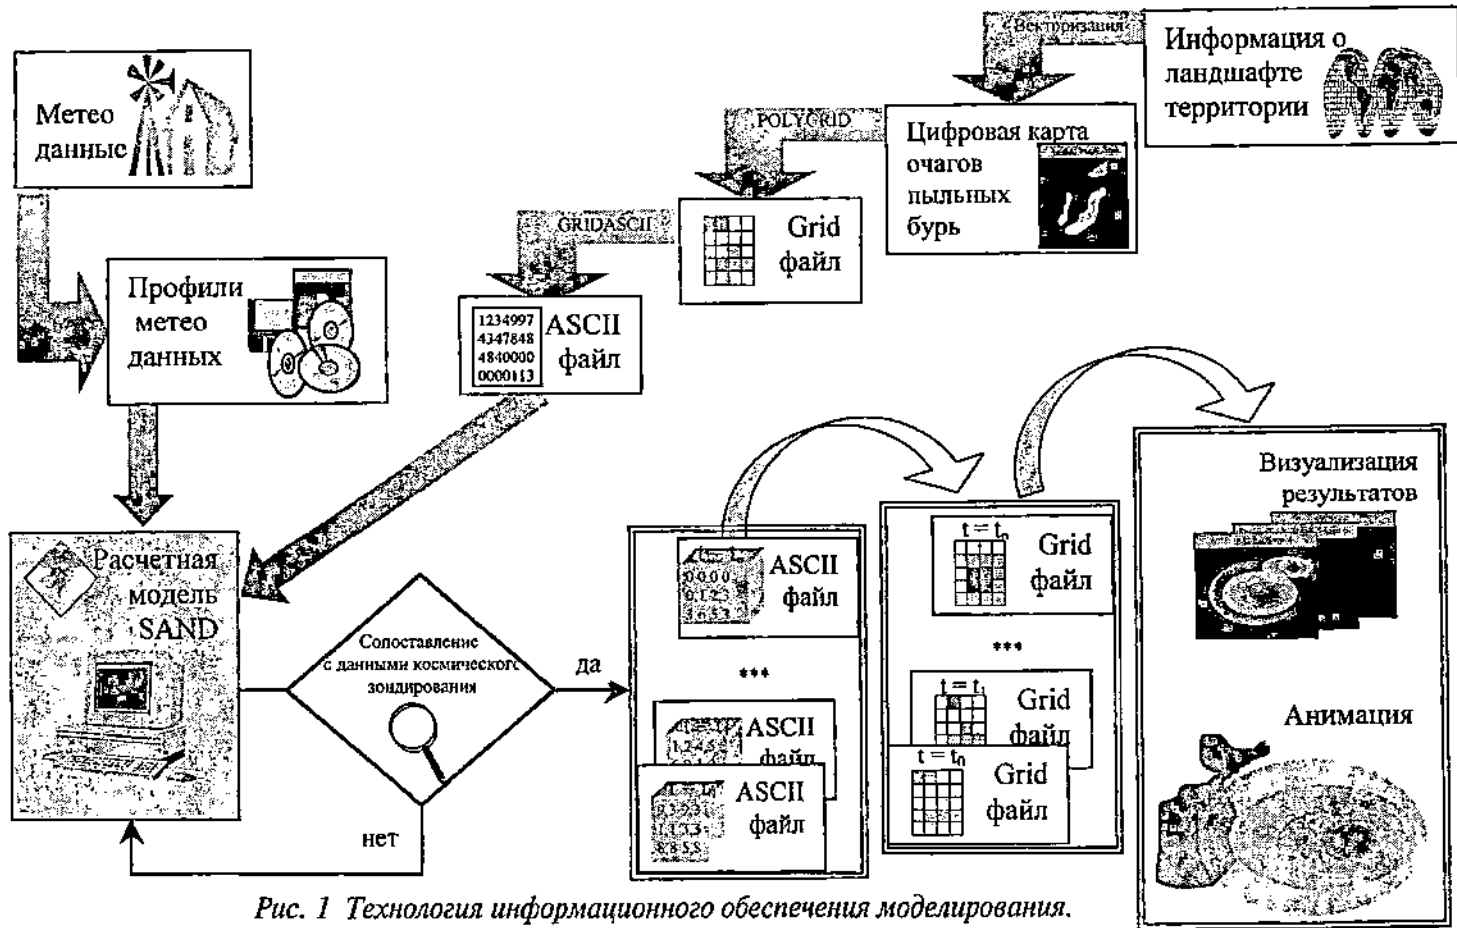 Метео
данные
Профили
метео
данных
Векторизация
Информация о
ландшафте
территории
POLYGRID
Цифровая карта
очагов
пыльных
бурь
GRIDASCII
Grid
файл
1234997
4347848
4840000
0000113
ASCII
файл
Расчетная
модель
SAND
Сопоставление
с данными космического
зондирования
да
нет
ASCII
файл
***
ASCII
файл
ASCII
файл
t = tn
Grid
файл
***
t = t1
Grid
файл
t = t0
Grid
файл
Визуализация
результатов
Анимация
Рис. 1 Технология информационного обеспечения моделирования.